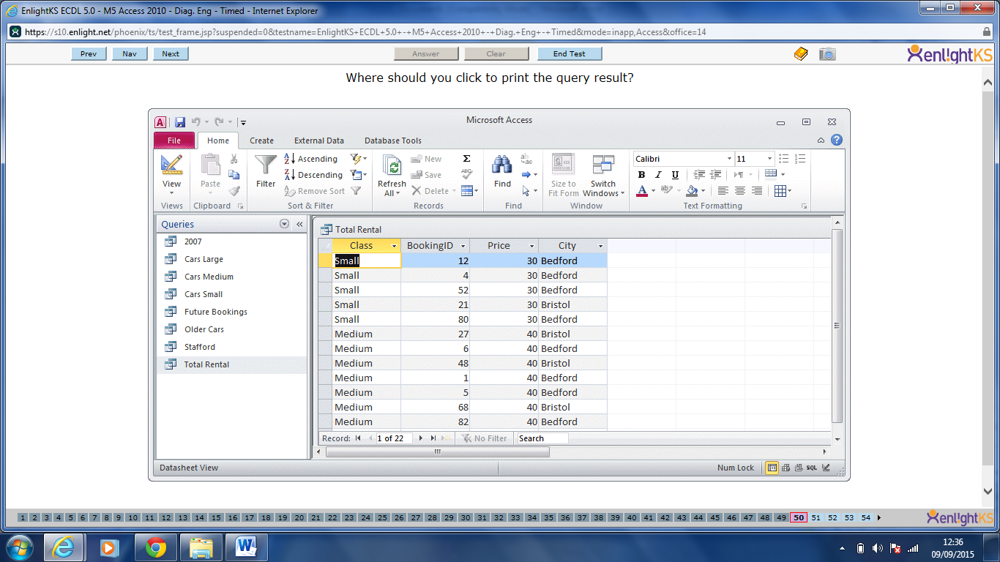 EnlightKS ECDL 5.0 - M5 Access 2010 - Diag. Eng - Timed - Internet Explorer
https://s10.enlight.net/phoenix/ts/test_frame.jsp?suspended=0&testname=EnlightKS+ECDL+5.0+-+M5+Access+2010+-+Diag.+Eng+-+Timed&mode=inapp,Access&office=14
Prev Nav Next Answer Clear End Test enlightKS
Where should you click to print the query result?
Microsoft Access
File Home Create External Data Database Tools
View Paste Filter Ascending Descending Remove Sort Refresh All New Save Delete Find Size to Fit Form Switch Windows Calibri 11
B I U
Views Clipboard Sort & Filter Records Find Window Text Formatting
Queries
2007
Cars Large
Cars Medium
Cars Small
Future Bookings
Older Cars
Stafford
Total Rental
Total Rental
Class BookingID Price City
Small 12 30 Bedford
Small 4 30 Bedford
Small 52 30 Bedford
Small 21 30 Bristol
Small 80 30 Bedford
Medium 27 40 Bristol
Medium 6 40 Bedford
Medium 48 40 Bristol
Medium 1 40 Bedford
Medium 5 40 Bedford
Medium 68 40 Bristol
Medium 82 40 Bedford
Record: 1 of 22 No Filter Search
Datasheet View Num Lock SQL
1 2 3 4 5 6 7 8 9 10 11 12 13 14 15 16 17 18 19 20 21 22 23 24 25 26 27 28 29 30 31 32 33 34 35 36 37 38 39 40 41 42 43 44 45 46 47 48 49 50 51 52 53 54 enlightKS
12:36
09/09/2015